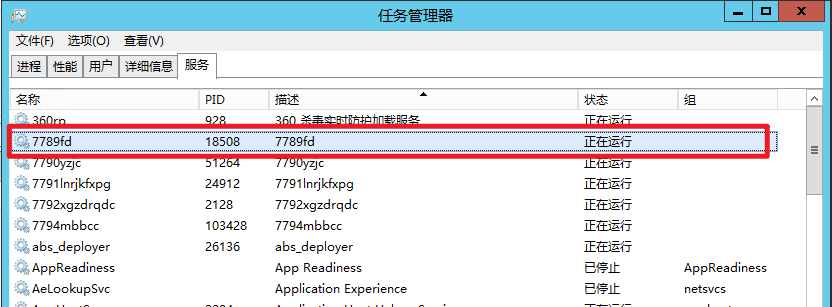 任务管理器
文件(F) 选项(O) 查看(V)
进程 性能 用户 详细信息 服务
名称 PID 描述 状态 组
360rp 928 360 杀毒实时防护加载服务 正在运行
7789fd 18508 7789fd 正在运行
7790yzjc 51264 7790yzjc 正在运行
7791lnrjkfxpg 24912 7791lnrjkfxpg 正在运行
7792xgzdrqdc 2128 7792xgzdrqdc 正在运行
7794mbbcc 103428 7794mbbcc 正在运行
abs_deployer 26136 abs_deployer 正在运行
AppReadiness App Readiness 已停止 AppReadiness
AeLookupSvc Application Experience 已停止 netsvcs